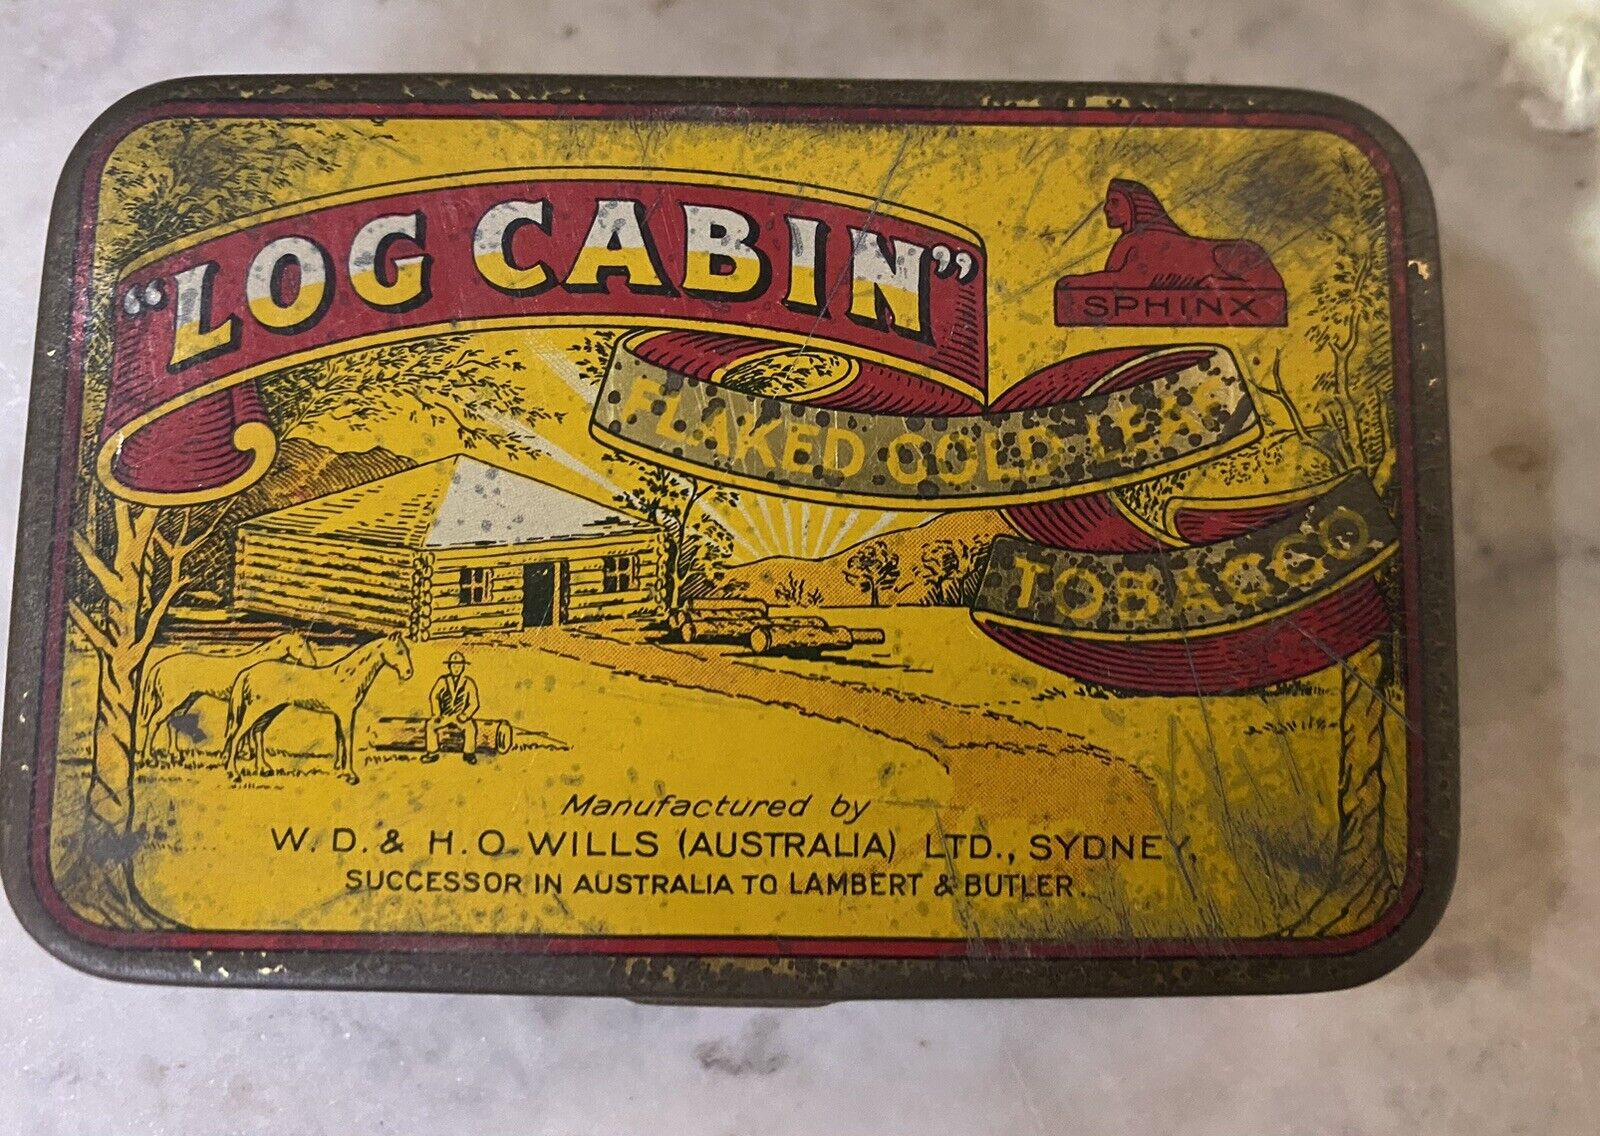 "LOG CABIN"
SPHINX
FLAKED GOLD LEAF
TOBACCO
Manufactured by
W. D. & H. O. WILLS (AUSTRALIA) LTD., SYDNEY,
SUCCESSOR IN AUSTRALIA TO LAMBERT & BUTLER.